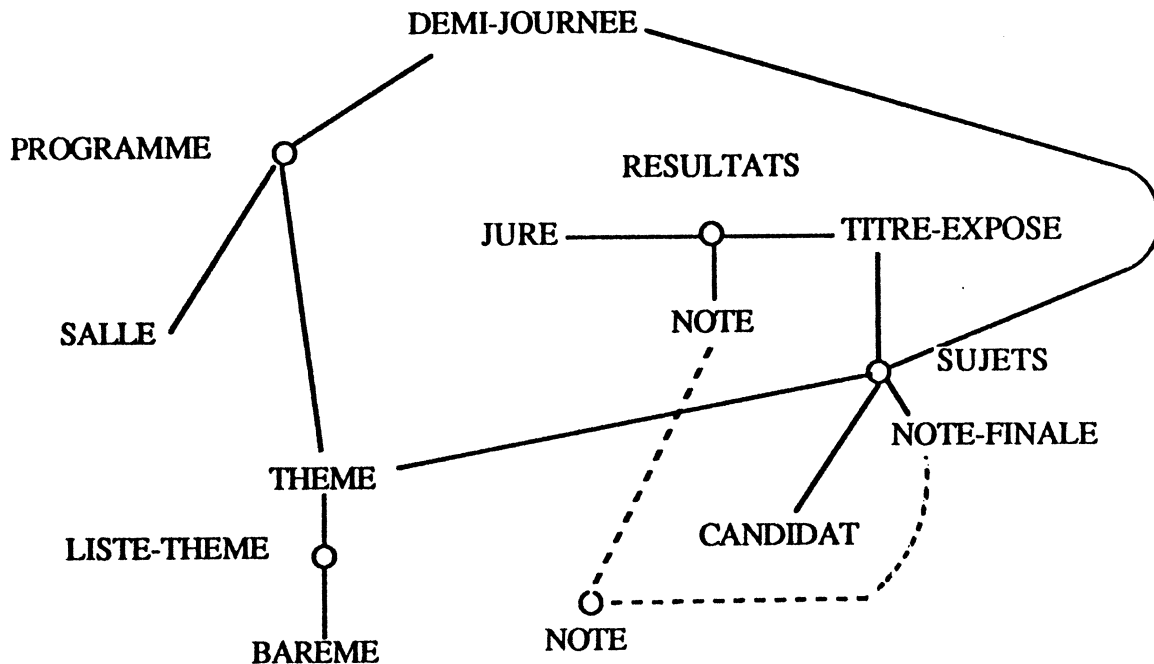 DEMI-JOURNEE
PROGRAMME
RESULTATS
JURE
TITRE-EXPOSE
SALLE
NOTE
SUJETS
NOTE-FINALE
THEME
CANDIDAT
LISTE-THEME
NOTE
BAREME